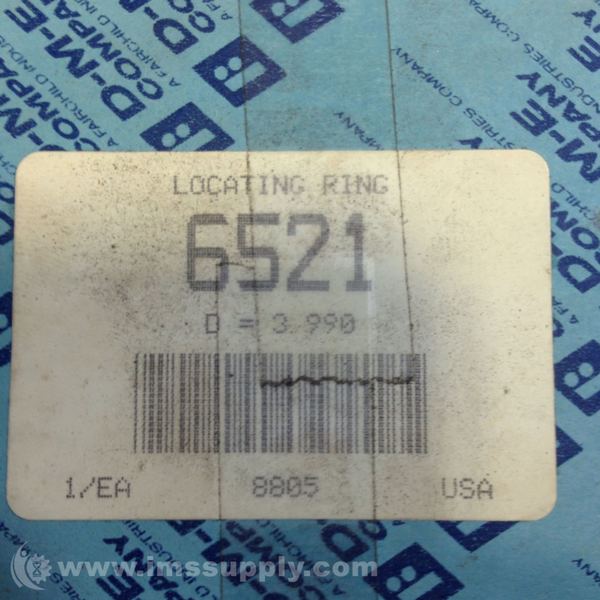 D-M-E
COMPANY
A FAIRCHILD INDUSTRIES COMPANY
LOCATING RING
6521
D = 3.990
1/EA 8805 USA
www.imssupply.com